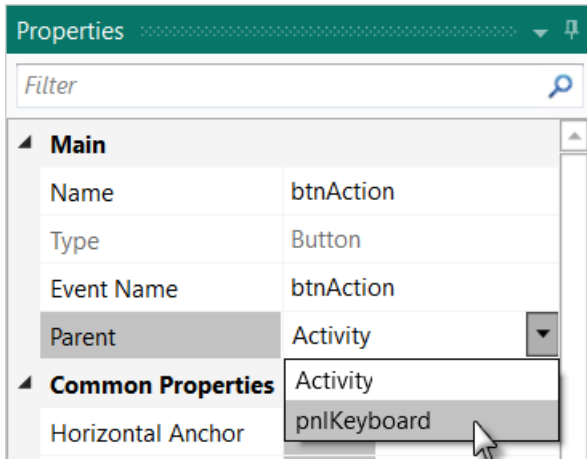 Properties
Filter
Main
Name btnAction
Type Button
Event Name btnAction
Parent Activity
Common Properties Activity
Horizontal Anchor pnlKeyboard